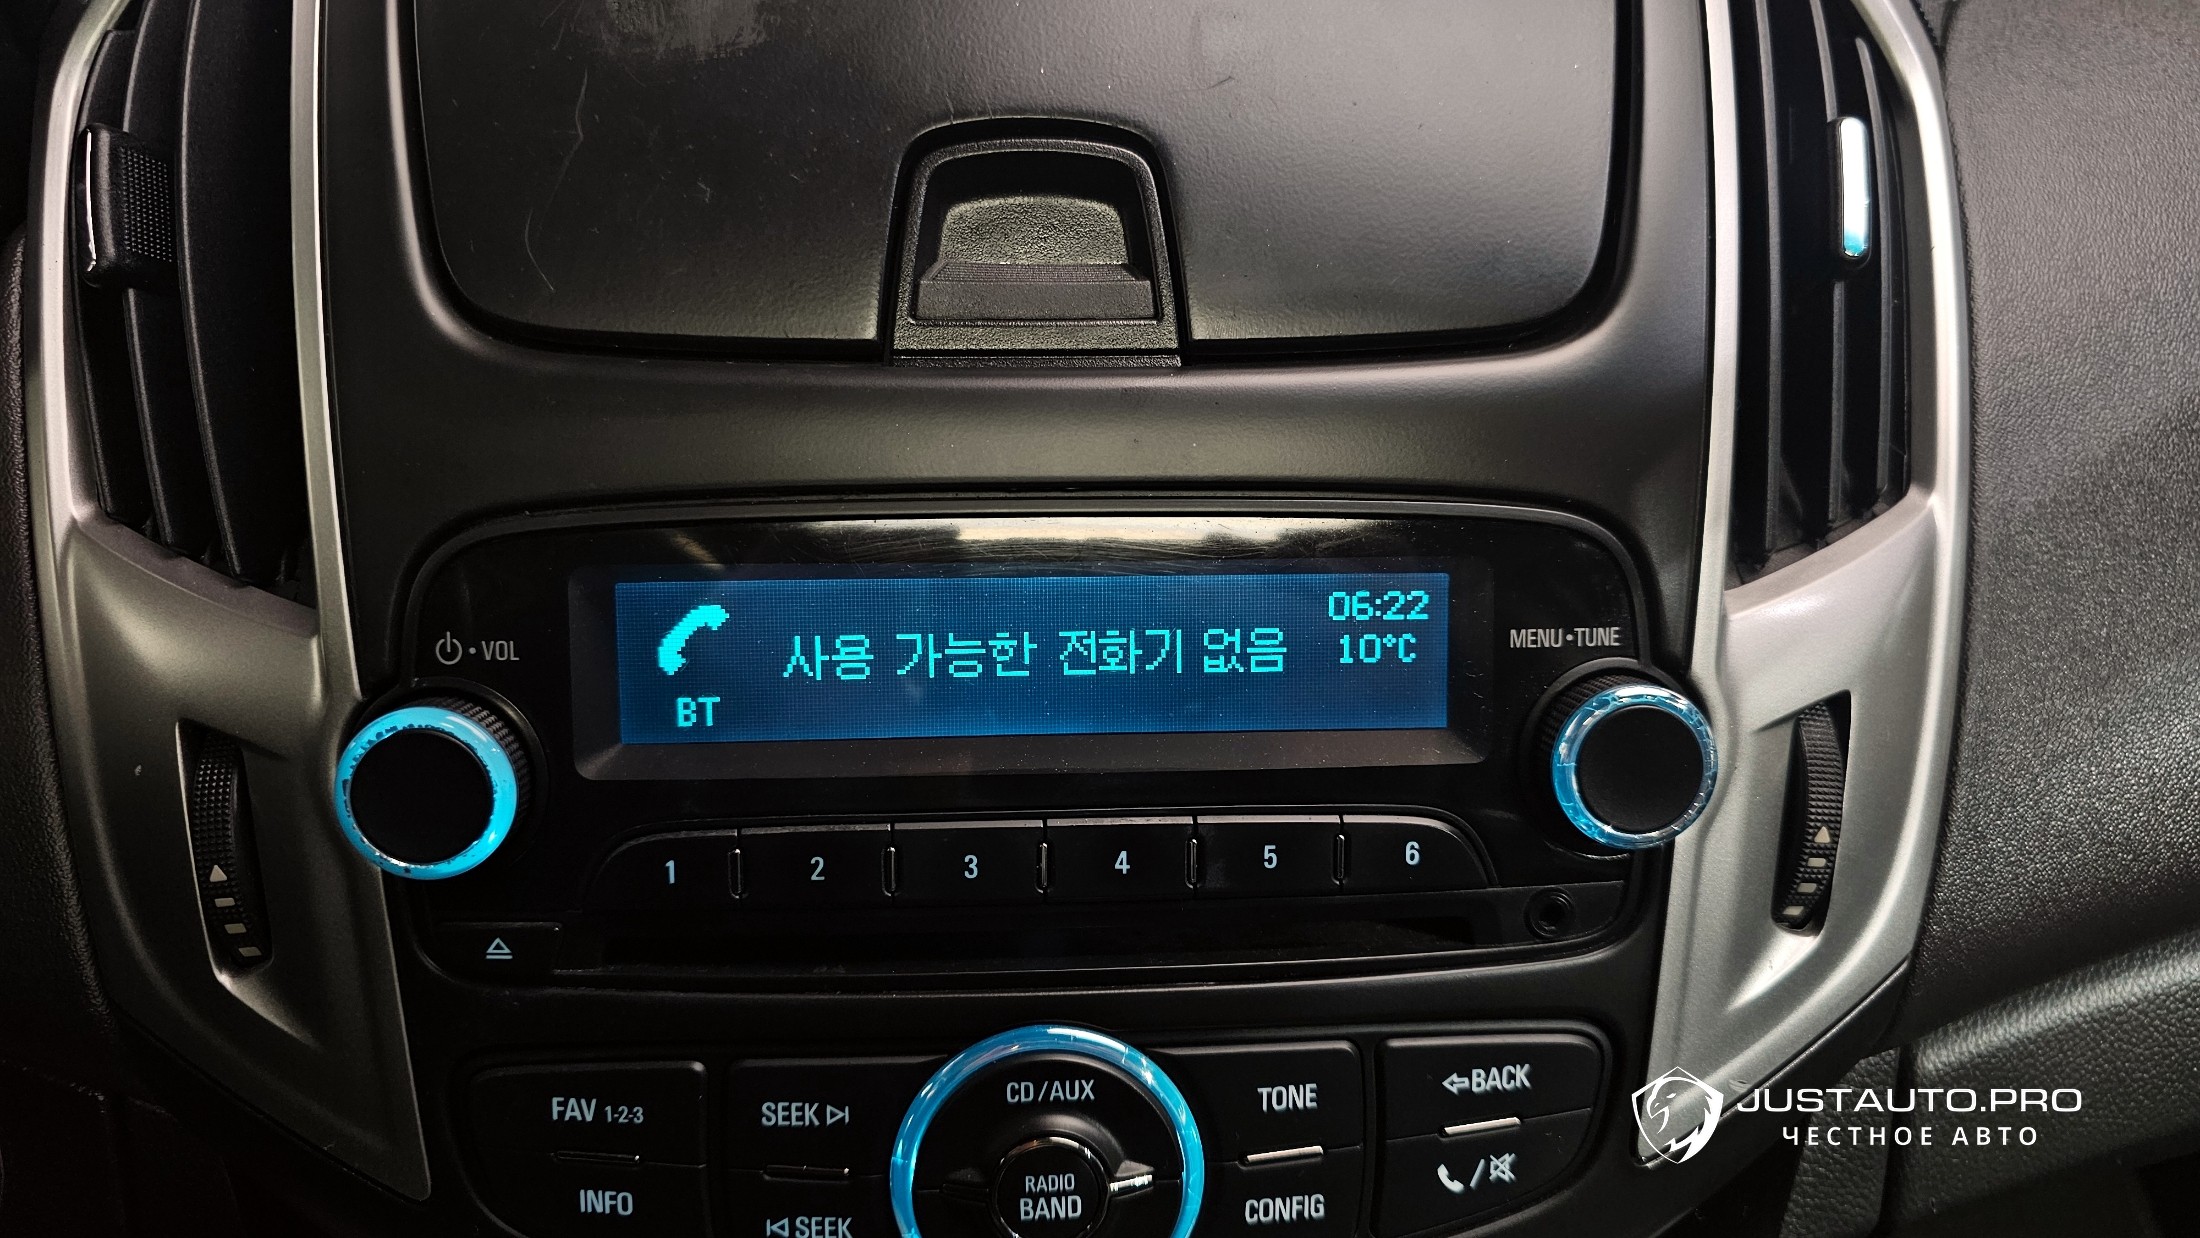 VOL
MENU•TUNE
06:22
사용 가능한 전화기 없음
10°C
BT
1 2 3 4 5 6
CD/AUX
FAV 1-2-3
SEEK
TONE
BACK
INFO
SEEK
RADIO
BAND
CONFIG
JUSTAUTO.PRO
ЧЕСТНОЕ АВТО